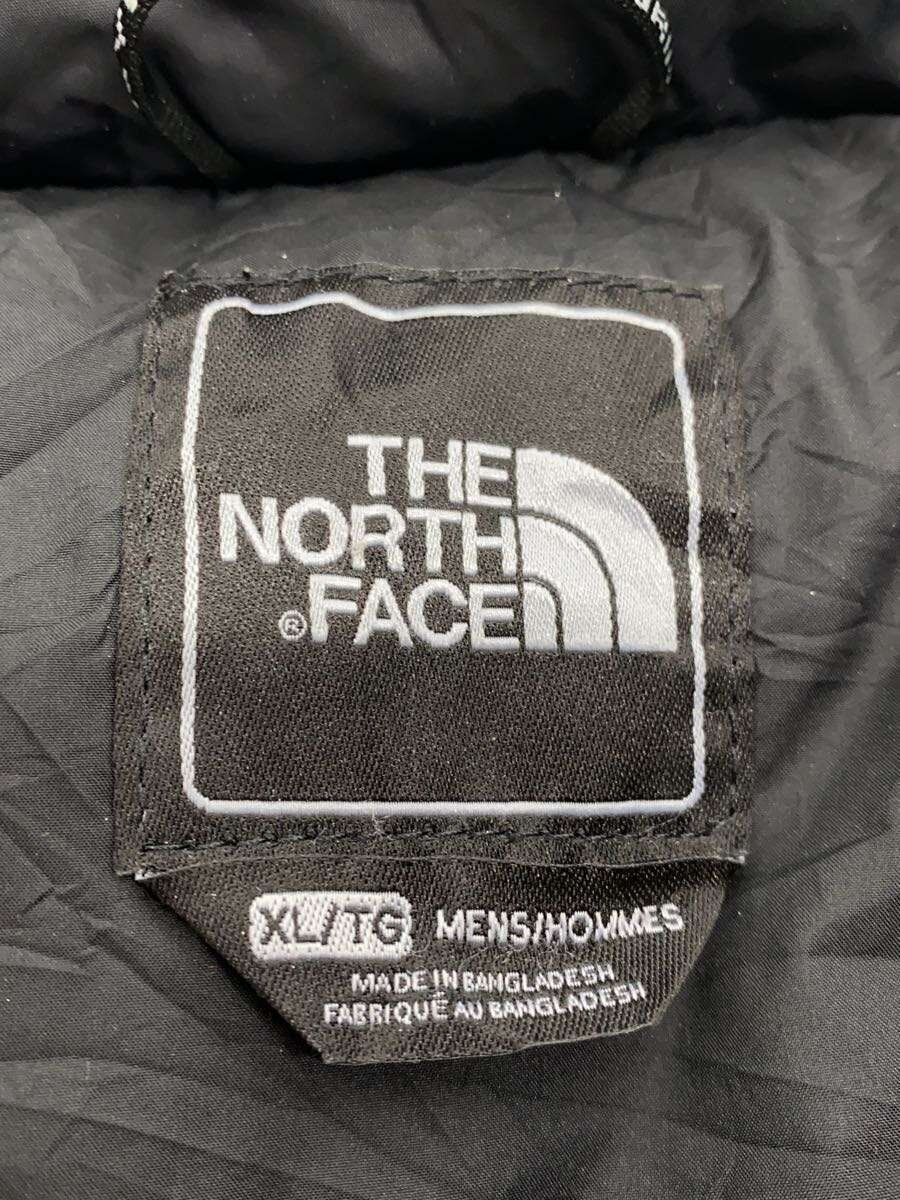 THE
NORTH
®FACE
XL/TG MENS/HOMMES
MADE IN BANGLADESH
FABRIQUÉ AU BANGLADESH